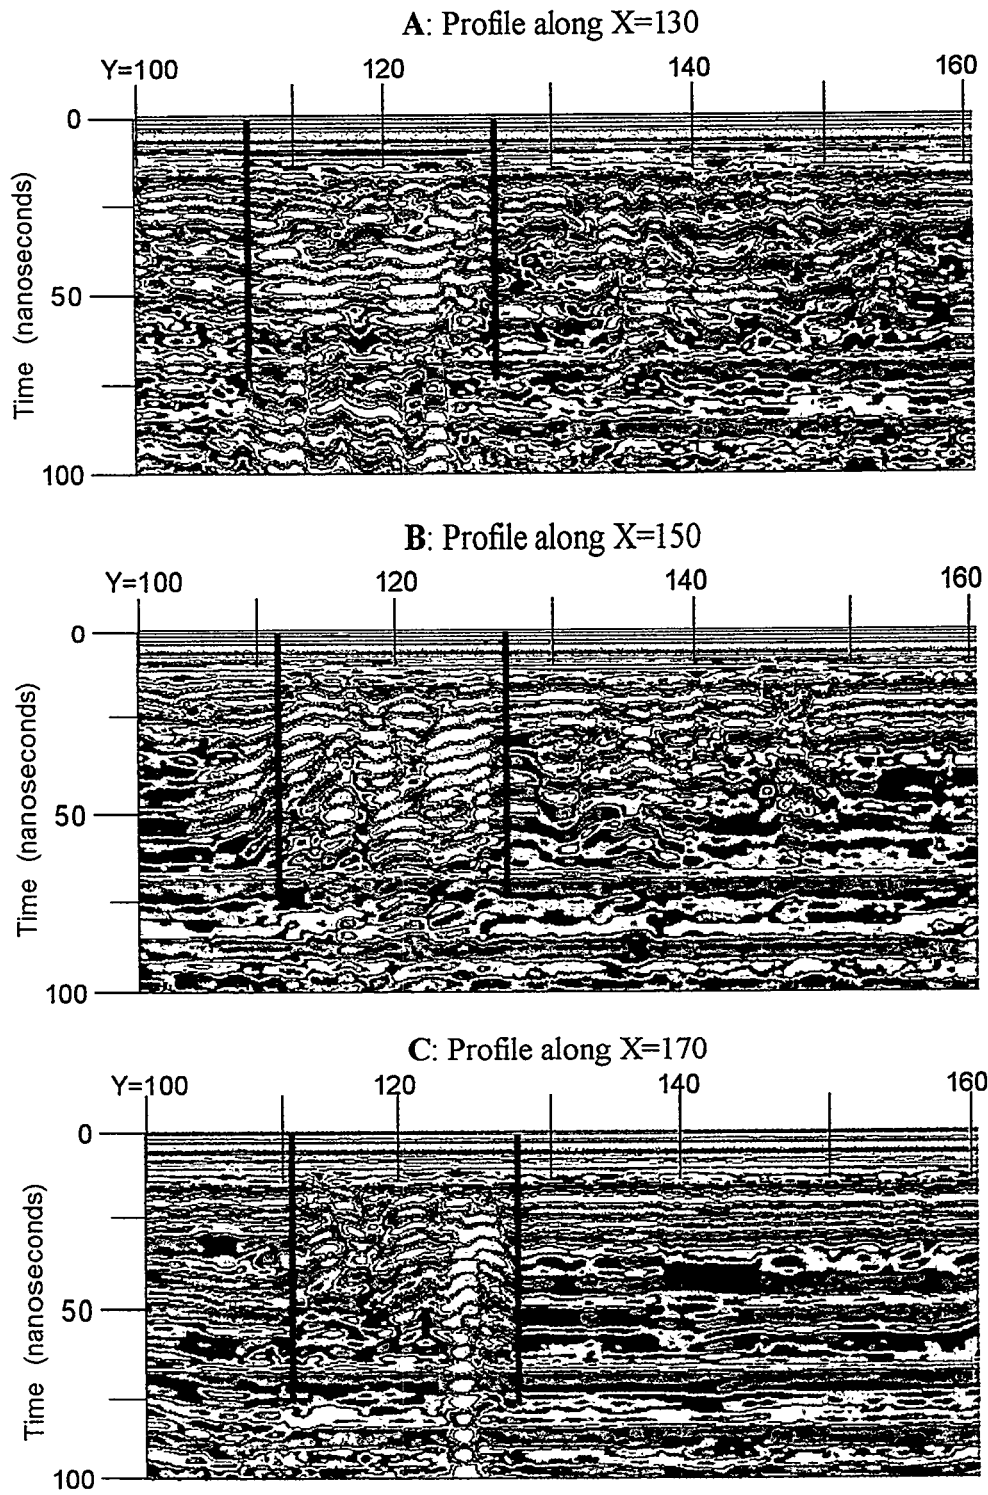 A: Profile along X=130
Y=100 120 140 160
0
50
100
Time (nanoseconds)
B: Profile along X=150
Y=100 120 140 160
0
50
100
Time (nanoseconds)
C: Profile along X=170
Y=100 120 140 160
0
50
100
Time (nanoseconds)